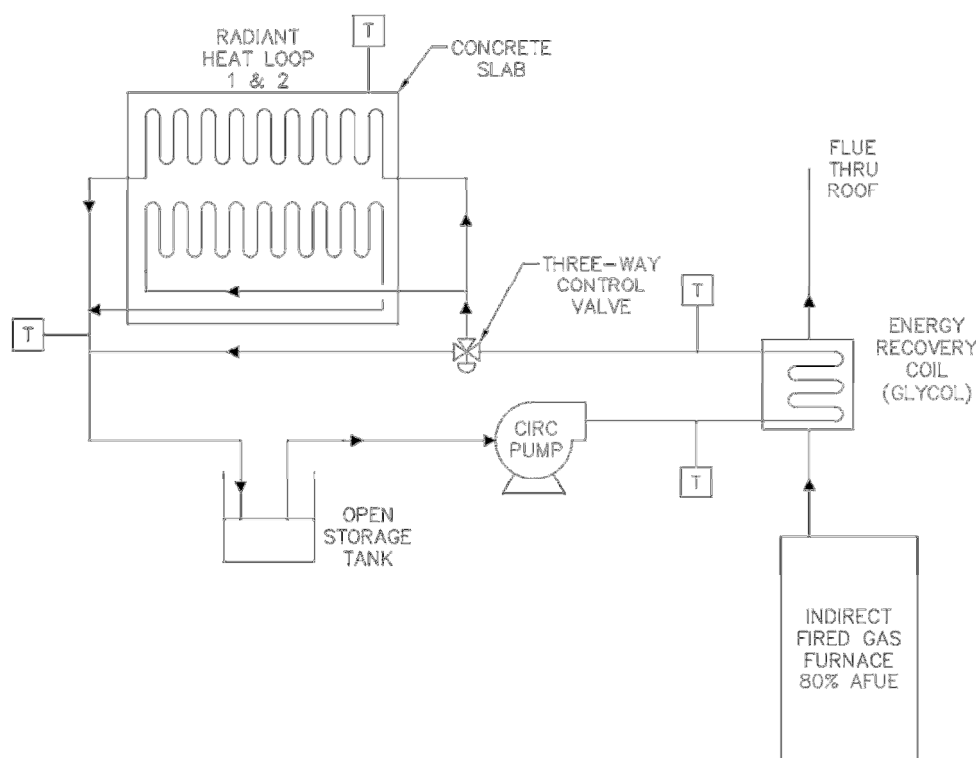 T
RADIANT
HEAT LOOP
1 & 2
CONCRETE
SLAB
FLUE
THRU
ROOF
THREE-WAY
CONTROL
VALVE
T
T
ENERGY
RECOVERY
COIL
(GLYCOL)
CIRC
PUMP
T
OPEN
STORAGE
TANK
INDIRECT
FIRED GAS
FURNACE
80% AFUE